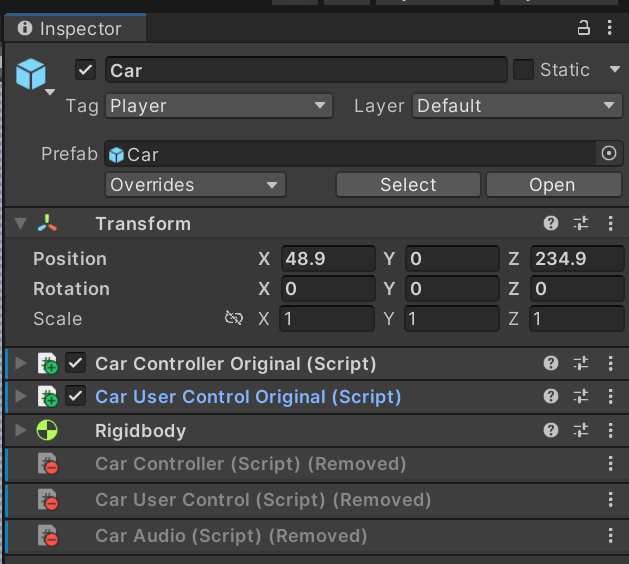 Inspector
Car Static
Tag Player Layer Default
Prefab Car
Overrides Select Open
Transform
Position X 48.9 Y 0 Z 234.9
Rotation X 0 Y 0 Z 0
Scale X 1 Y 1 Z 1
Car Controller Original (Script)
Car User Control Original (Script)
Rigidbody
Car Controller (Script) (Removed)
Car User Control (Script) (Removed)
Car Audio (Script) (Removed)